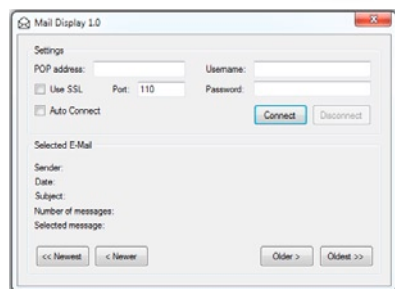 Mail Display 1.0
Settings
POP address: Username:
Use SSL Port: 110 Password:
Auto Connect Connect Disconnect
Selected E-Mail
Sender:
Date:
Subject:
Number of messages:
Selected message:
<< Newest < Newer Older > Oldest >>